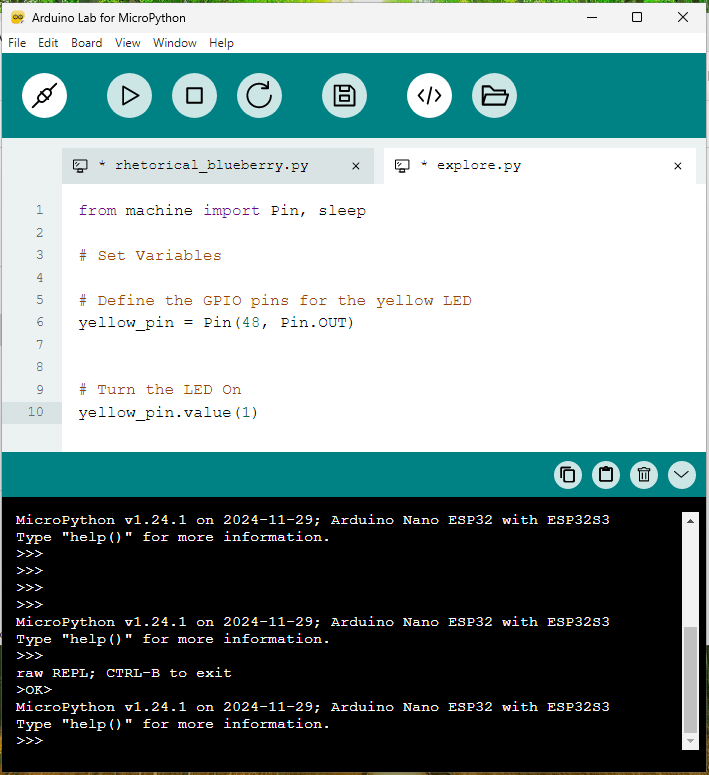 Arduino Lab for MicroPython
File Edit Board View Window Help
* rhetorical_blueberry.py × * explore.py ×
1 from machine import Pin, sleep
2
3 # Set Variables
4
5 # Define the GPIO pins for the yellow LED
6 yellow_pin = Pin(48, Pin.OUT)
7
8
9 # Turn the LED On
10 yellow_pin.value(1)
MicroPython v1.24.1 on 2024-11-29; Arduino Nano ESP32 with ESP32S3
Type "help()" for more information.
>>>
>>>
>>>
>>>
MicroPython v1.24.1 on 2024-11-29; Arduino Nano ESP32 with ESP32S3
Type "help()" for more information.
>>>
raw REPL; CTRL-B to exit
>OK>
MicroPython v1.24.1 on 2024-11-29; Arduino Nano ESP32 with ESP32S3
Type "help()" for more information.
>>>